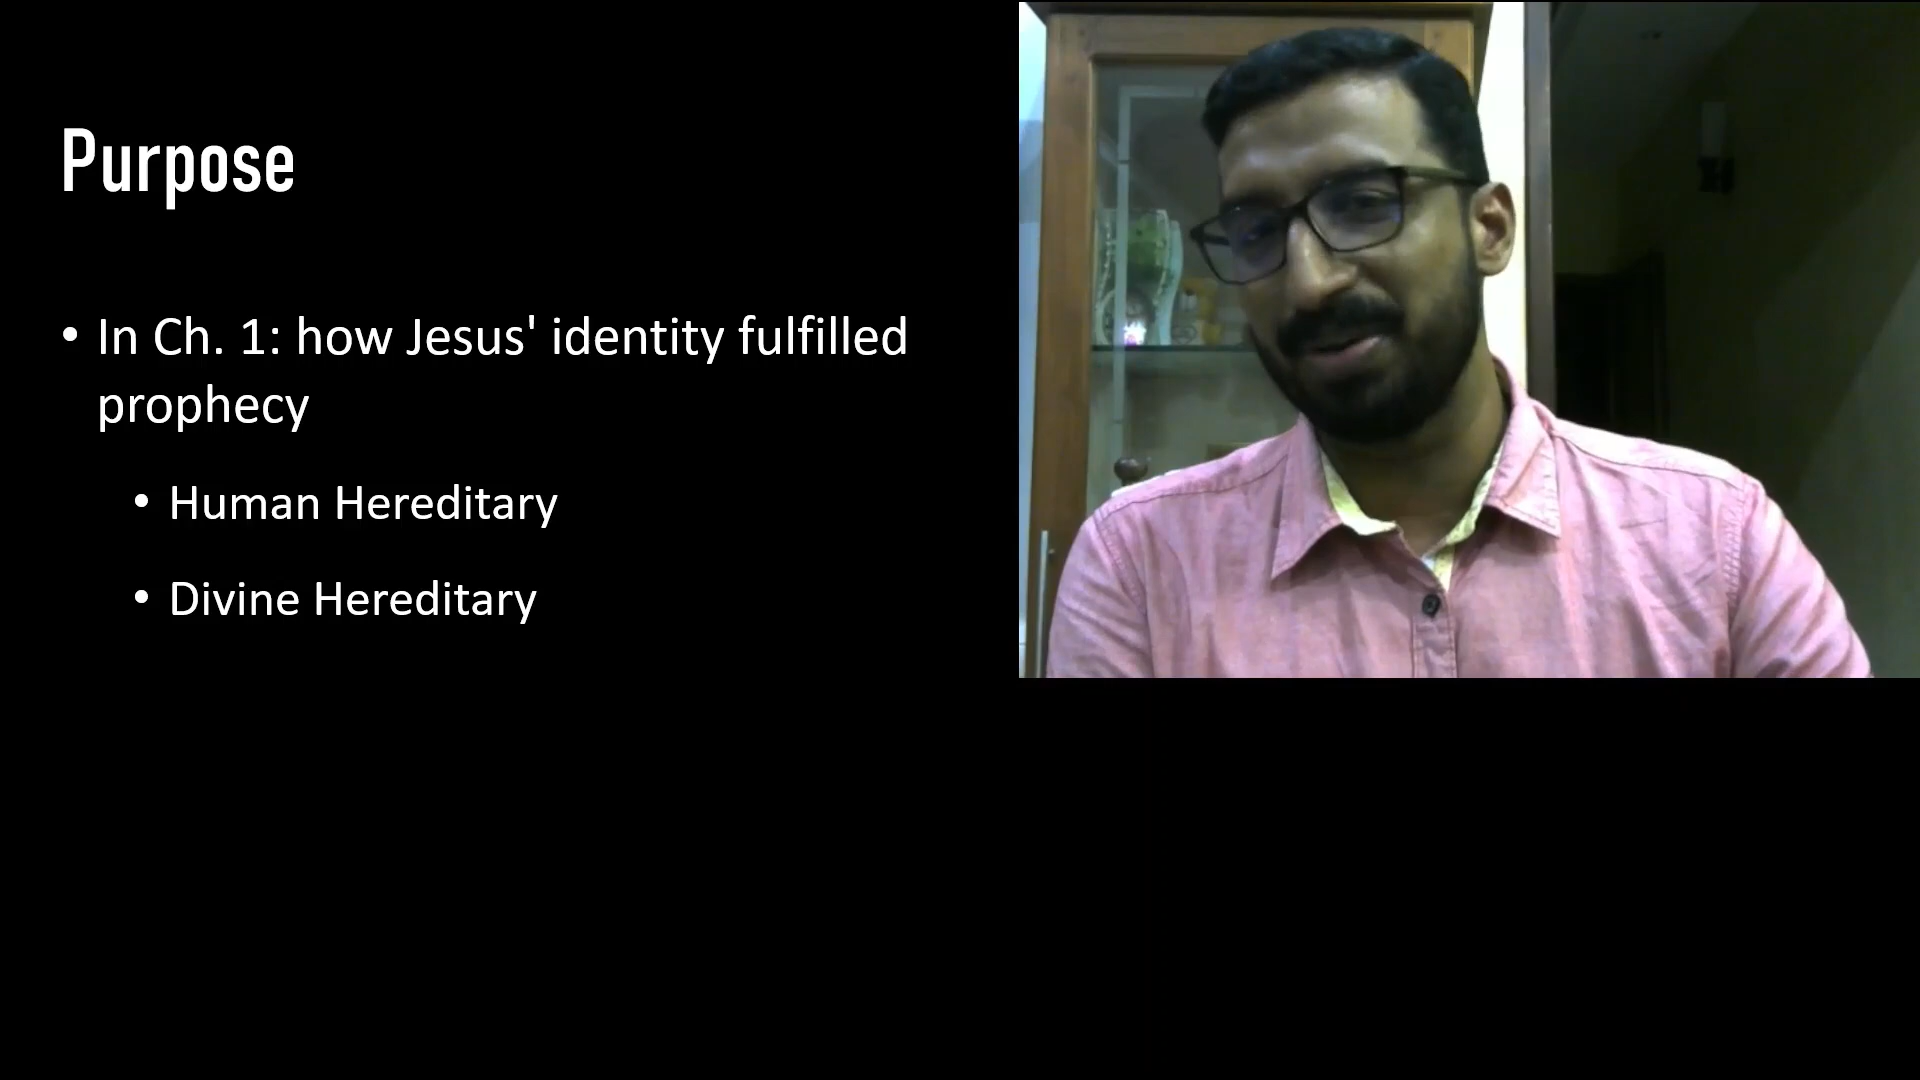 Purpose
• In Ch. 1: how Jesus' identity fulfilled
prophecy
• Human Hereditary
• Divine Hereditary